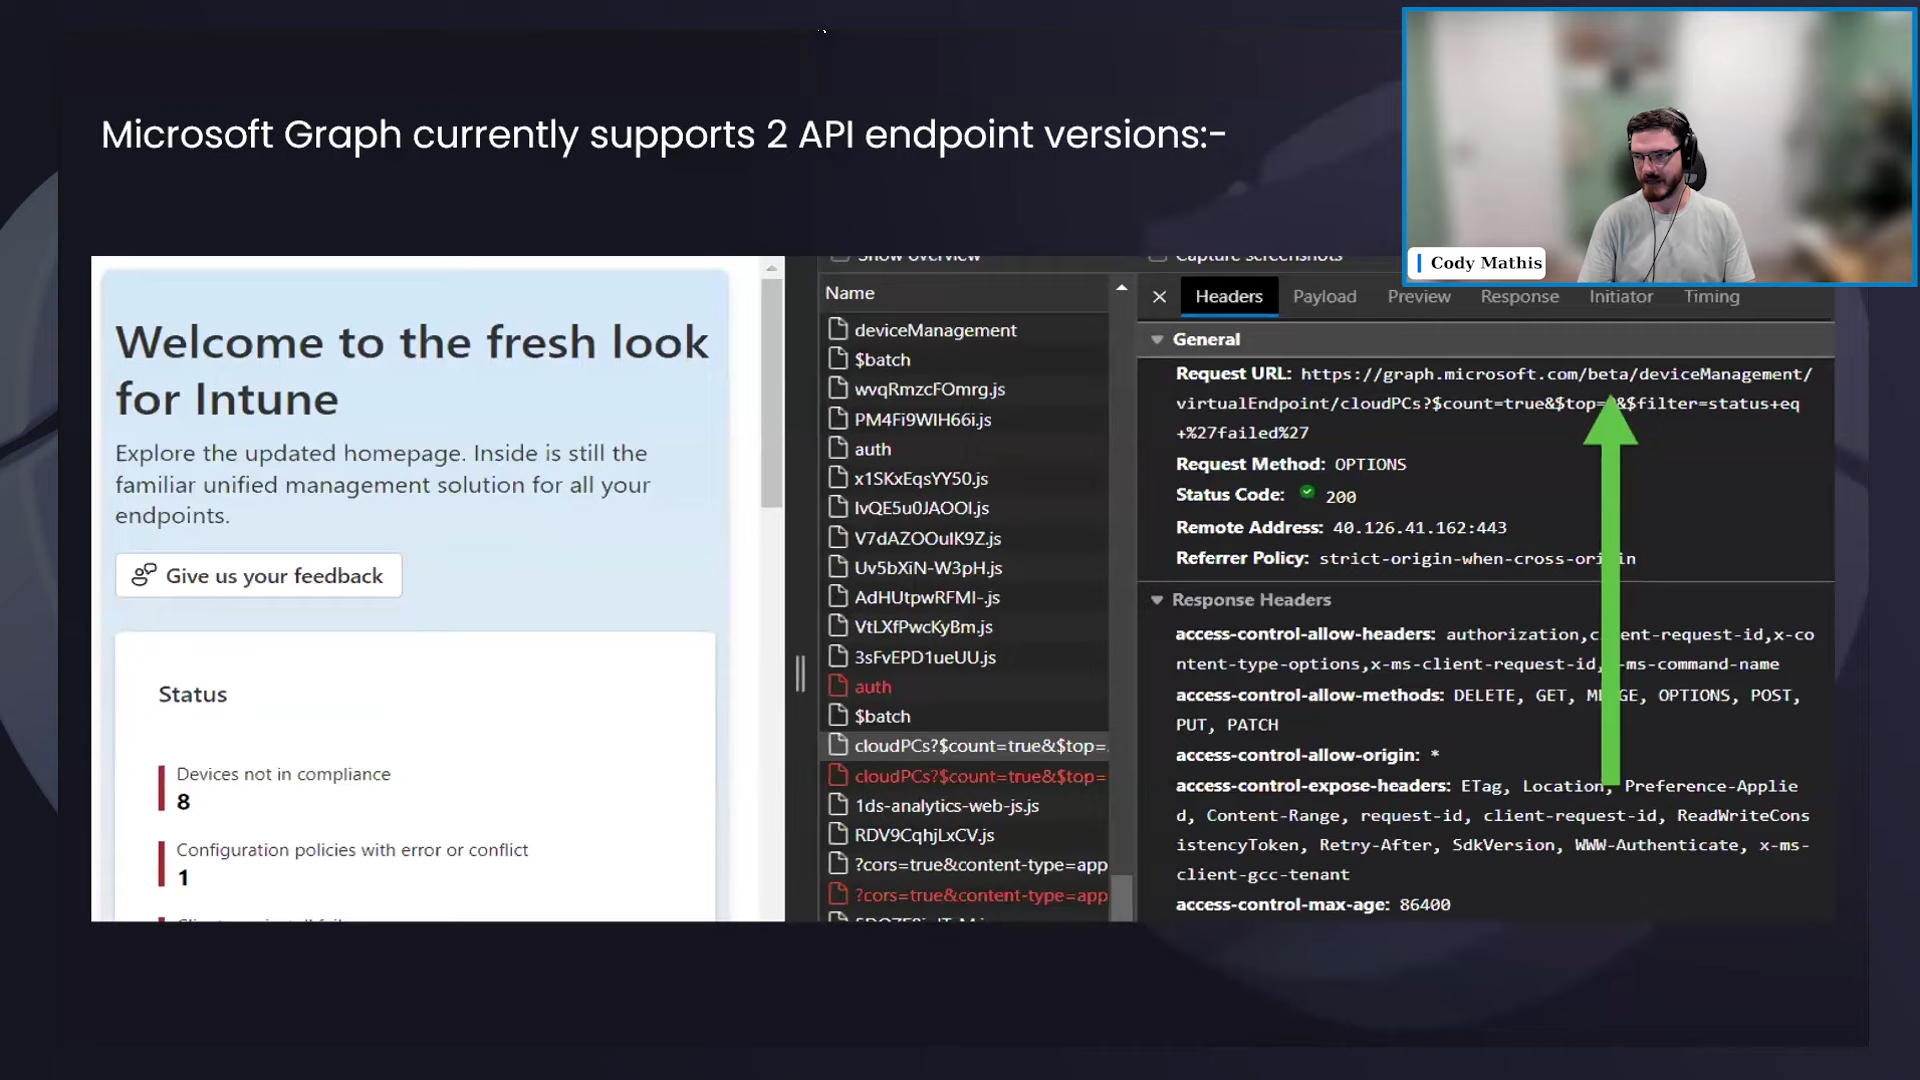 Microsoft Graph currently supports 2 API endpoint versions:-
Cody Mathis
Welcome to the fresh look
for Intune
Explore the updated homepage. Inside is still the
familiar unified management solution for all your
endpoints.
Give us your feedback
Status
Devices not in compliance
8
Configuration policies with error or conflict
1
Show overview
Capture screenshots
Name
deviceManagement
$batch
wvqRmzcFOmrg.js
PM4Fi9WIH66i.js
auth
x1SKxEqsYY50.js
IvQE5u0JAOOl.js
V7dAZOOuIK9Z.js
Uv5bXiN-W3pH.js
AdHUtpwRFMI-.js
VtLXfPwcKyBm.js
3sFvEPD1ueUU.js
auth
$batch
cloudPCs?$count=true&$top=
cloudPCs?$count=true&$top=
1ds-analytics-web-js.js
RDV9CqhjLxCV.js
?cors=true&content-type=app
?cors=true&content-type=app
Headers Payload Preview Response Initiator Timing
General
Request URL: https://graph.microsoft.com/beta/deviceManagement/
virtualEndpoint/cloudPCs?$count=true&$top= &$filter=status+eq
+%27failed%27
Request Method: OPTIONS
Status Code: 200
Remote Address: 40.126.41.162:443
Referrer Policy: strict-origin-when-cross-origin
Response Headers
access-control-allow-headers: authorization,client-request-id,x-co
ntent-type-options,x-ms-client-request-id,x-ms-command-name
access-control-allow-methods: DELETE, GET, MERGE, OPTIONS, POST,
PUT, PATCH
access-control-allow-origin: *
access-control-expose-headers: ETag, Location, Preference-Applie
d, Content-Range, request-id, client-request-id, ReadWriteCons
istencyToken, Retry-After, SdkVersion, WWW-Authenticate, x-ms-
client-gcc-tenant
access-control-max-age: 86400